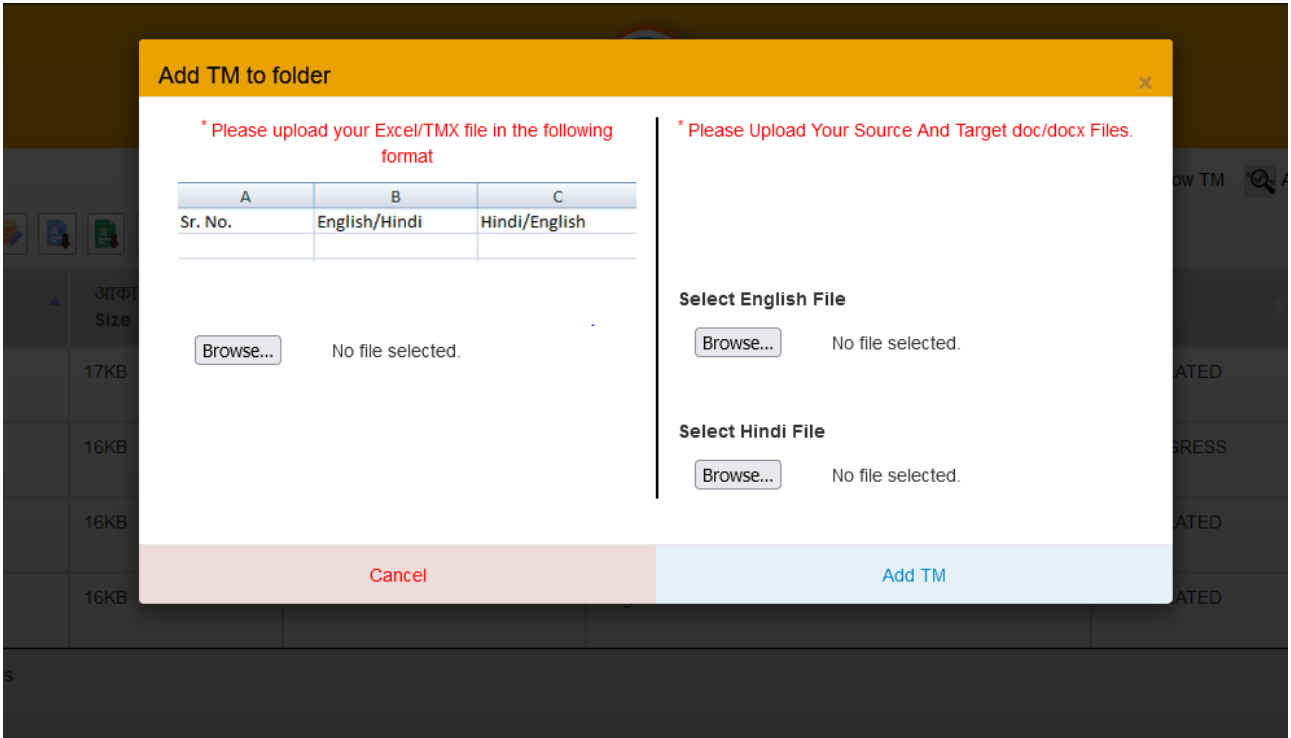 Add TM to folder
×
* Please upload your Excel/TMX file in the following
format
A B C
Sr. No. English/Hindi Hindi/English
Browse... No file selected.
* Please Upload Your Source And Target doc/docx Files.
Select English File
Browse... No file selected.
Select Hindi File
Browse... No file selected.
Cancel
Add TM
TM
Size
17KB
16KB
16KB
16KB